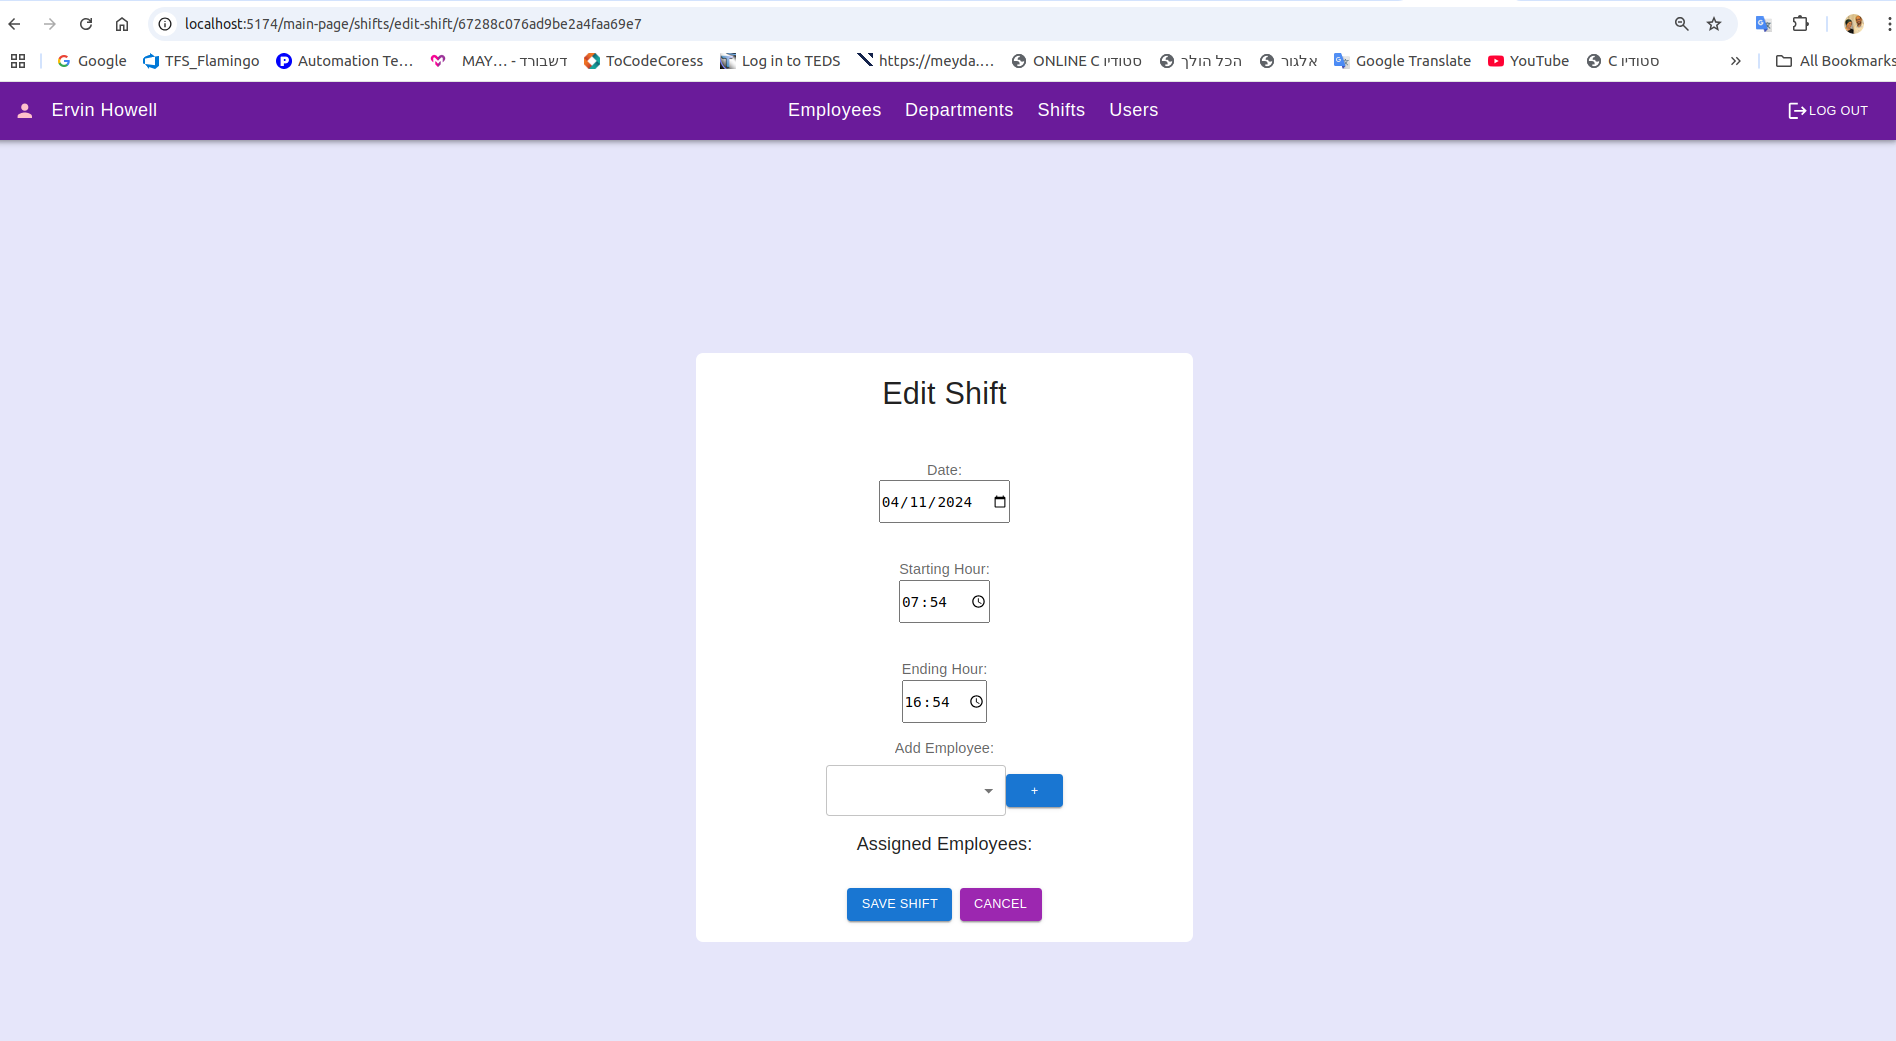 localhost:5174/main-page/shifts/edit-shift/67288c076ad9be2a4faa69e7
Google TFS_Flamingo Automation Te... MAY... - דשבורד ToCodeCoress Log in to TEDS https://meyda.... ONLINE C סטודיו הכל הולך אלגור Google Translate YouTube C סטודיו » All Bookmarks
Ervin Howell Employees Departments Shifts Users LOG OUT
Edit Shift
Date:
04/11/2024
Starting Hour:
07:54
Ending Hour:
16:54
Add Employee:
+
Assigned Employees:
SAVE SHIFT CANCEL